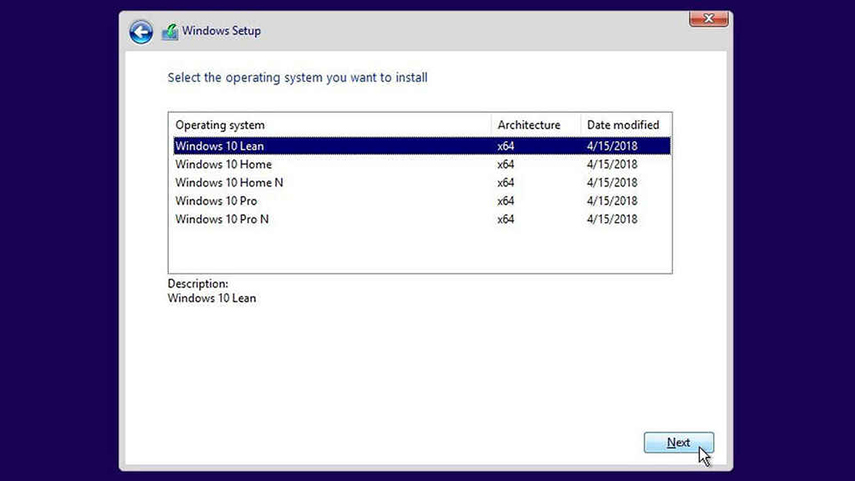 Windows Setup
Select the operating system you want to install
Operating system Architecture Date modified
Windows 10 Lean x64 4/15/2018
Windows 10 Home x64 4/15/2018
Windows 10 Home N x64 4/15/2018
Windows 10 Pro x64 4/15/2018
Windows 10 Pro N x64 4/15/2018
Description:
Windows 10 Lean
Next